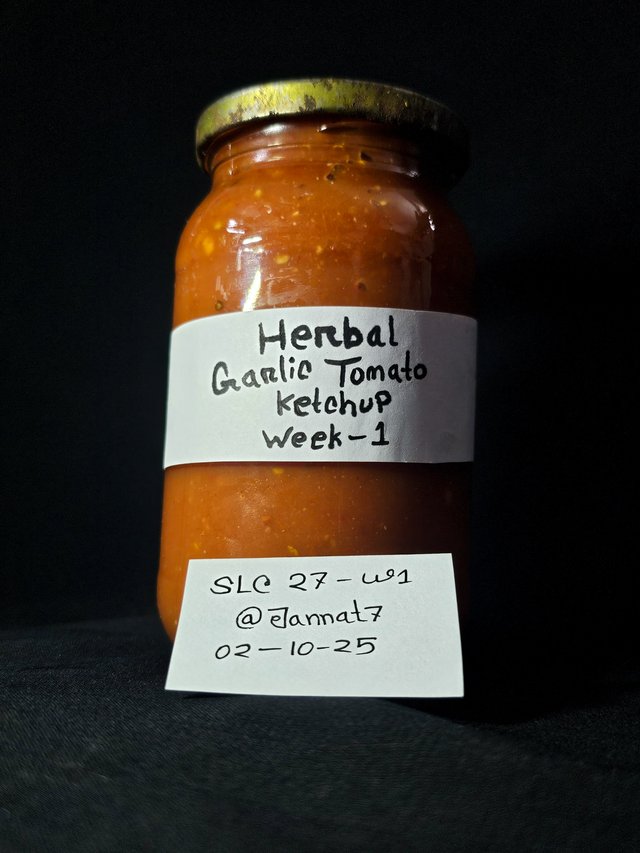 Herbal
Garlic Tomato
Ketchup
Week-1
SLC 27-W1
@Jannat7
02-10-25